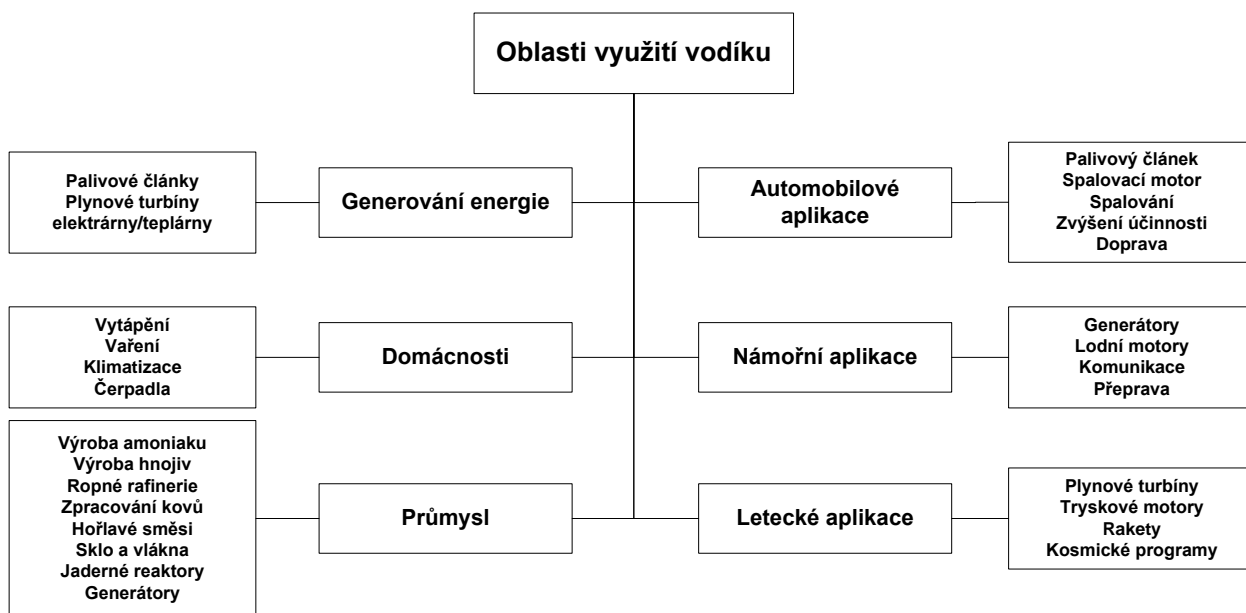 Oblasti využití vodíku
Palivové články
Plynové turbíny
elektrárny/teplárny
Generování energie
Automobilové
aplikace
Palivový článek
Spalovací motor
Spalování
Zvýšení účinnosti
Doprava
Vytápění
Vaření
Klimatizace
Čerpadla
Domácnosti
Námořní aplikace
Generátory
Lodní motory
Komunikace
Přeprava
Výroba amoniaku
Výroba hnojiv
Ropné rafinerie
Zpracování kovů
Hořlavé směsi
Sklo a vlákna
Jaderné reaktory
Generátory
Průmysl
Letecké aplikace
Plynové turbíny
Tryskové motory
Rakety
Kosmické programy